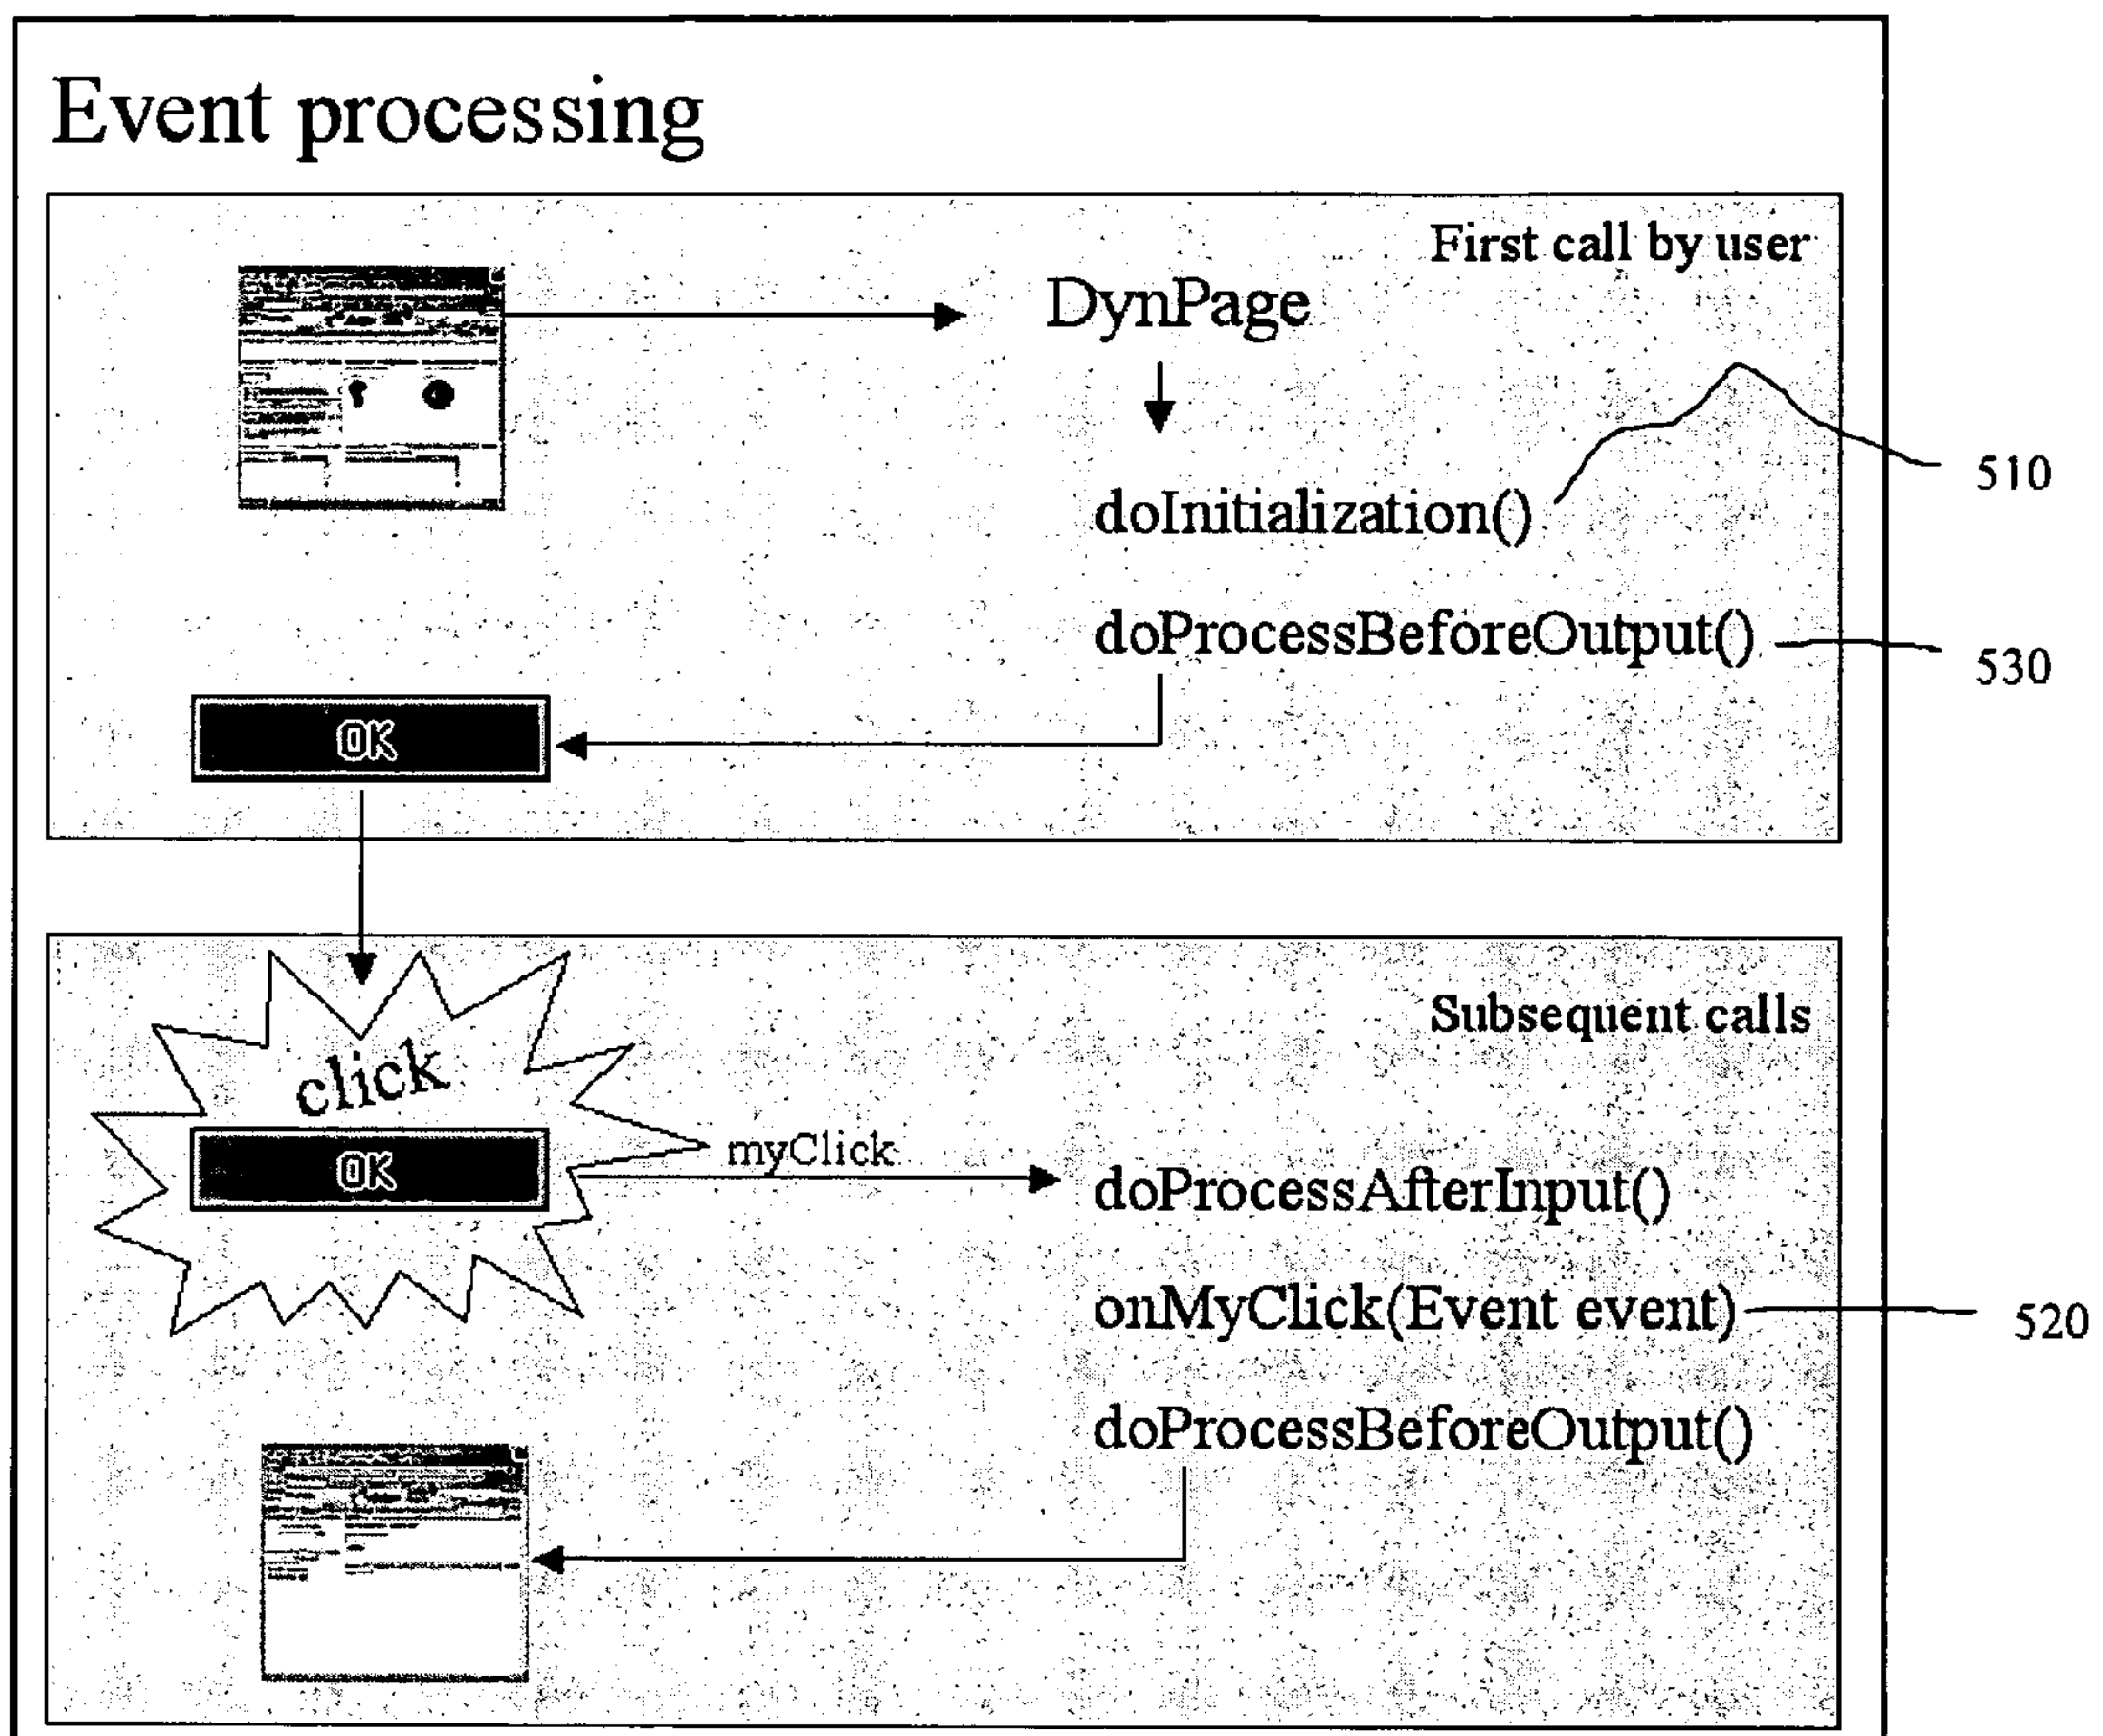 Event processing
First call by user
DynPage
510
doInitialization()
doProcessBeforeOutput()
530
OK
Subsequent calls
click
myClick
OK
doProcessAfterInput()
onMyClick(Event event)
520
doProcessBeforeOutput()